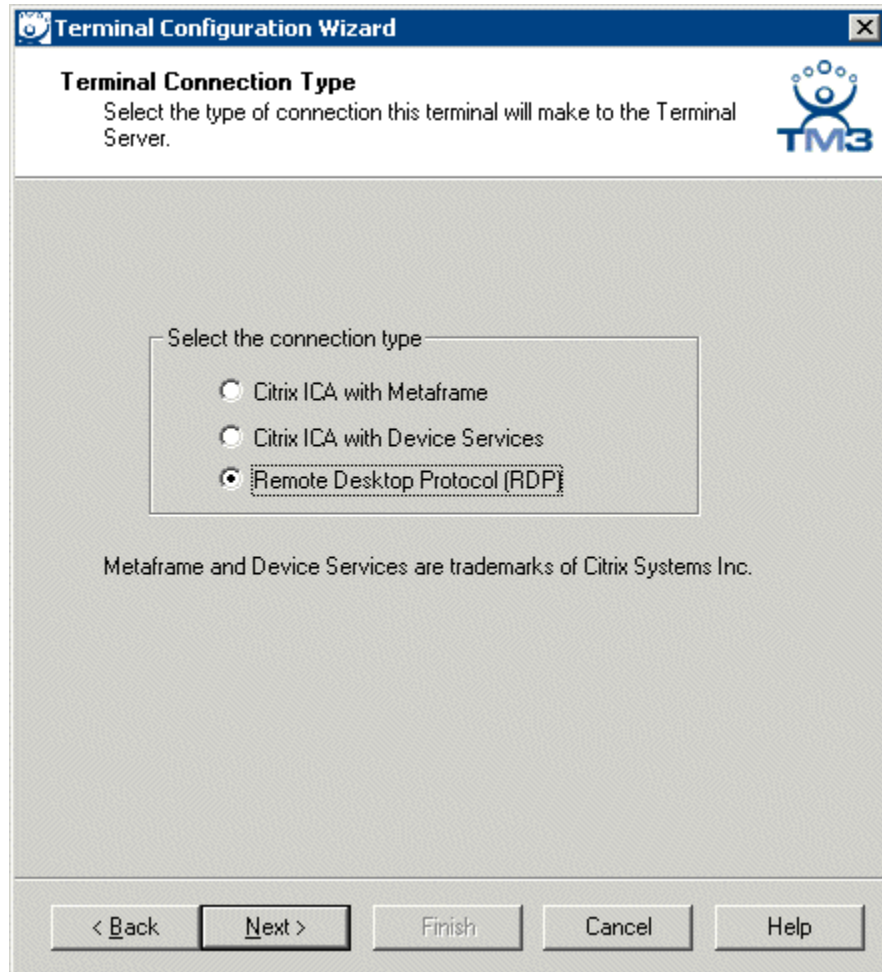 Terminal Configuration Wizard
Terminal Connection Type
Select the type of connection this terminal will make to the Terminal
Server.
TM3
Select the connection type
Citrix ICA with Metaframe
Citrix ICA with Device Services
Remote Desktop Protocol (RDP)
Metaframe and Device Services are trademarks of Citrix Systems Inc.
< Back Next > Finish Cancel Help